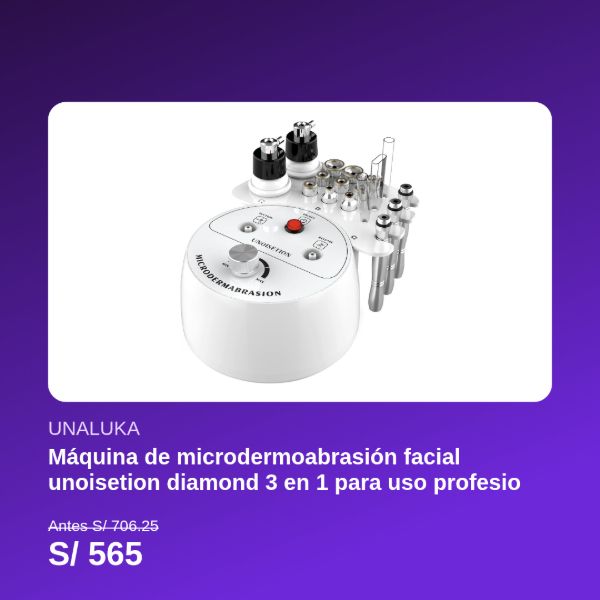 UNOISETION
MICRODERMABRASION
UNALUKA
Máquina de microdermoabrasión facial
unoisetion diamond 3 en 1 para uso profesio
Antes S/ 706.25
S/ 565